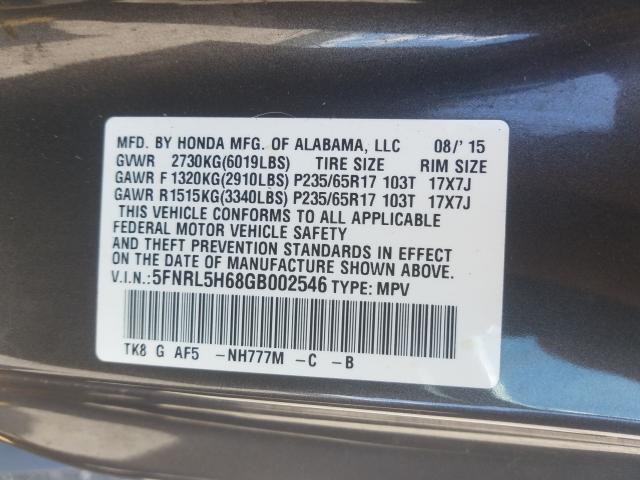 MFD. BY HONDA MFG. OF ALABAMA, LLC 08/'15
GVWR 2730KG(6019LBS) TIRE SIZE RIM SIZE
GAWR F 1320KG(2910LBS) P235/65R17 103T 17X7J
GAWR R1515KG(3340LBS) P235/65R17 103T 17X7J
THIS VEHICLE CONFORMS TO ALL APPLICABLE
FEDERAL MOTOR VEHICLE SAFETY
AND THEFT PREVENTION STANDARDS IN EFFECT
ON THE DATE OF MANUFACTURE SHOWN ABOVE.
V.I.N.:5FNRL5H68GB002546 TYPE: MPV
TK8 G AF5 -NH777M -C -B